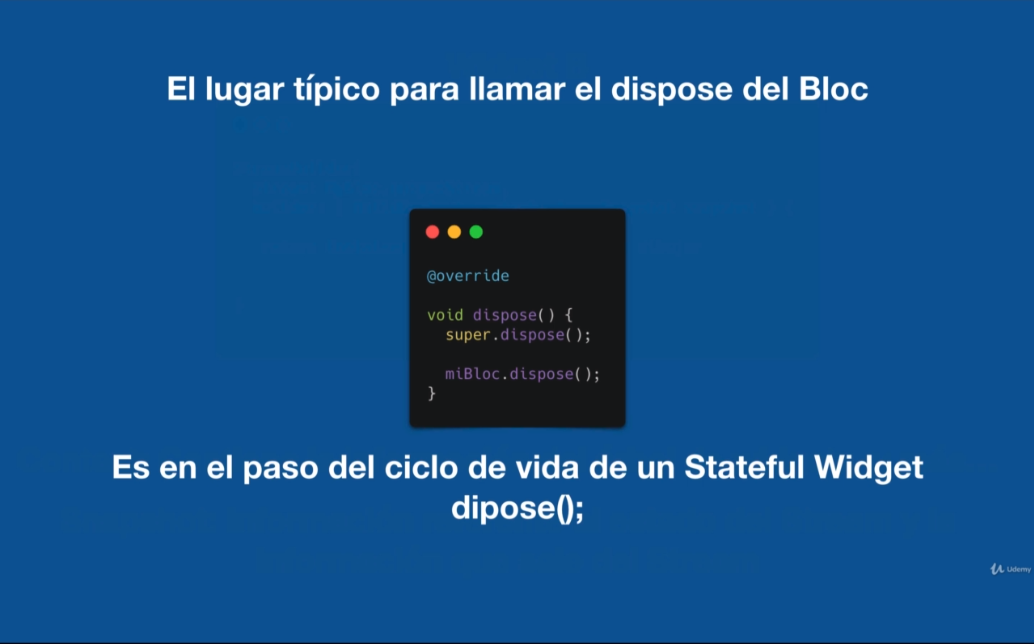 El lugar típico para llamar el dispose del Bloc
@override
void dispose() {
super.dispose();
miBloc.dispose();
}
Es en el paso del ciclo de vida de un Stateful Widget
dipose();
Udemy